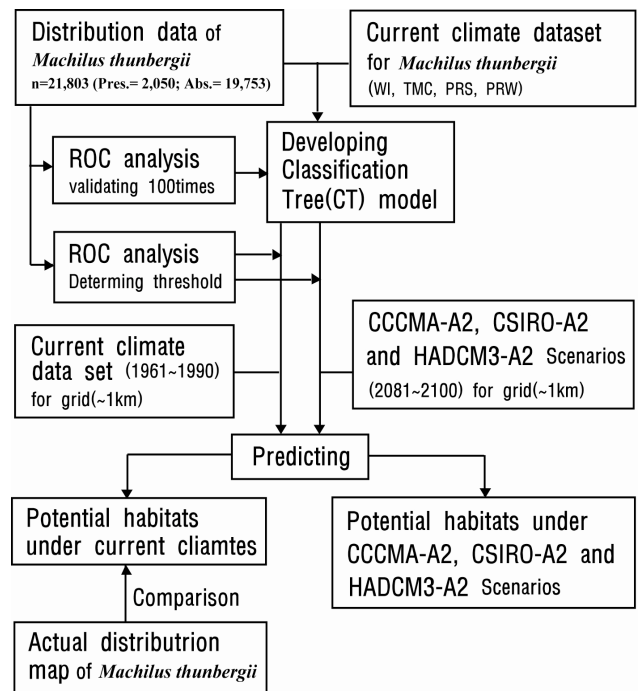 Distribution data of
Machilus thunbergii
n=21,803 (Pres.= 2,050; Abs.= 19,753)
Current climate dataset
for Machilus thunbergii
(WI, TMC, PRS, PRW)
ROC analysis
validating 100times
Developing
Classification
Tree(CT) model
ROC analysis
Determing threshold
Current climate
data set (1961~1990)
for grid(~1km)
CCCMA-A2, CSIRO-A2
and HADCM3-A2 Scenarios
(2081~2100) for grid(~1km)
Predicting
Potential habitats
under current cliamtes
Potential habitats under
CCCMA-A2, CSIRO-A2 and
HADCM3-A2 Scenarios
Comparison
Actual distributrion
map of Machilus thunbergii